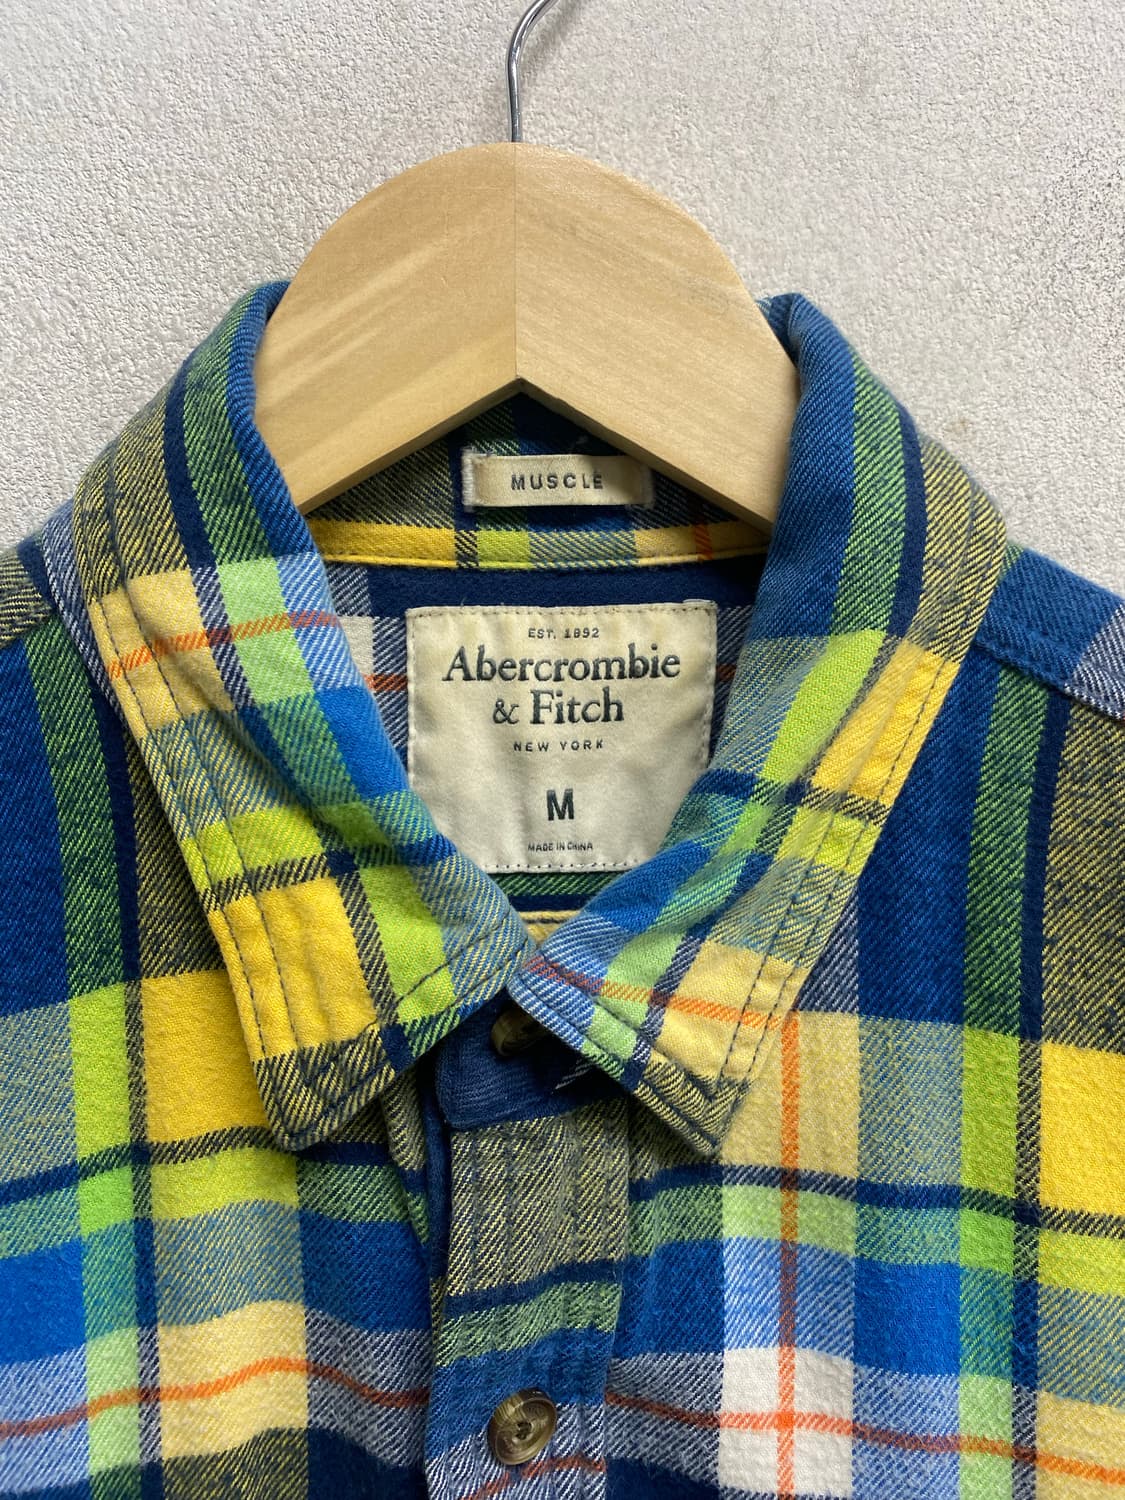 MUSCLE
EST. 1892
Abercrombie
& Fitch
NEW YORK
M
MADE IN CHINA